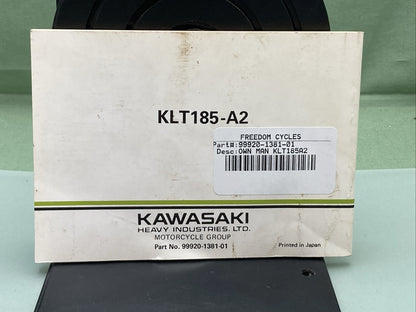 KLT185-A2
FREEDOM CYCLES
Part#:99920-1381-01
Desc:OWN MAN KLT185A2
KAWASAKI
HEAVY INDUSTRIES. LTD.
MOTORCYCLE GROUP
Part No. 99920-1381-01
Printed in Japan